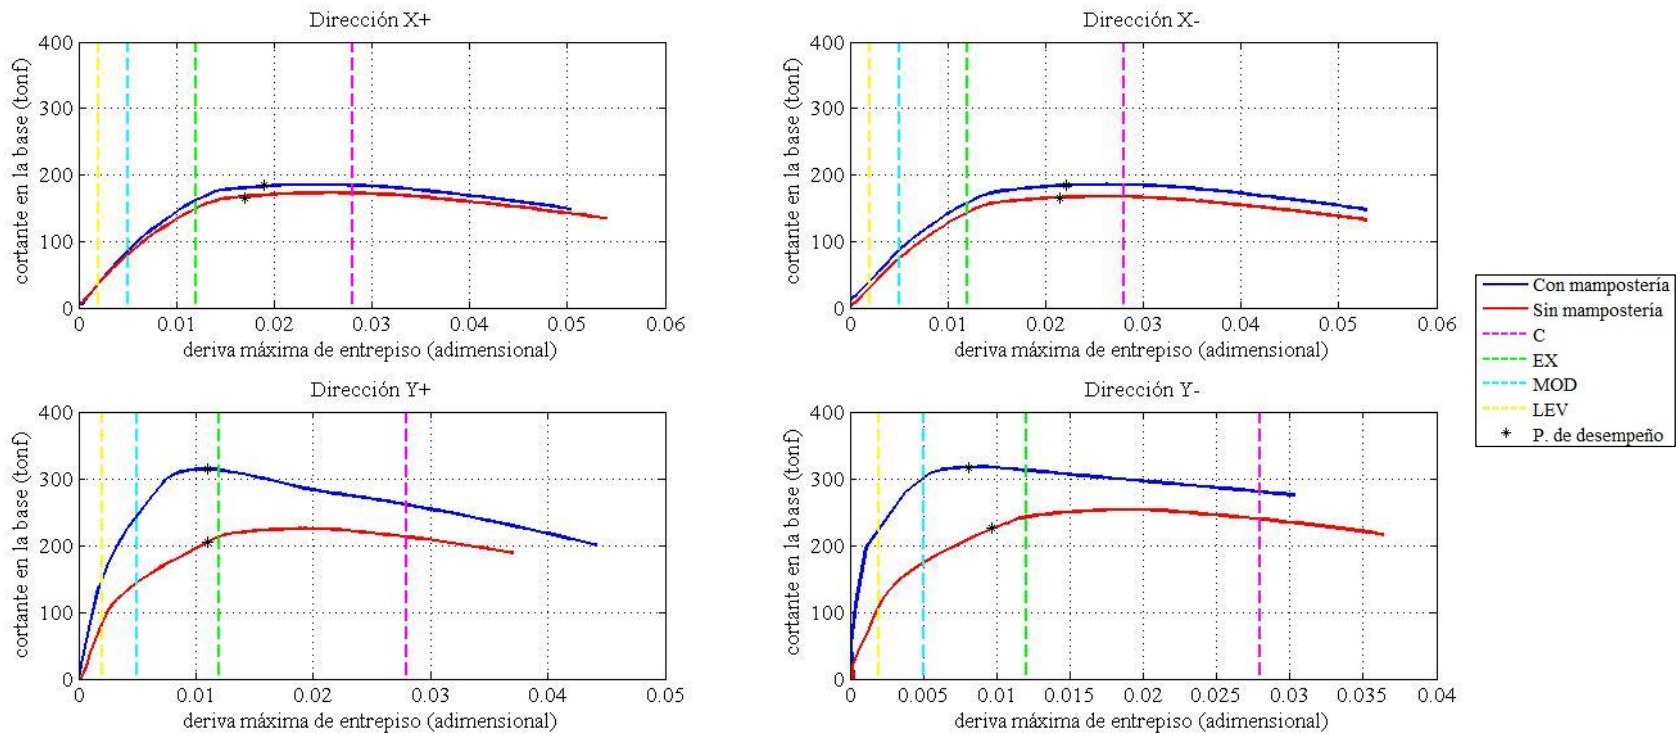 Dirección X+
400
300
200
100
0
cortante en la base (tonf)
0 0.01 0.02 0.03 0.04 0.05 0.06
deriva máxima de entrepiso (adimensional)
Dirección X-
400
300
200
100
0
cortante en la base (tonf)
0 0.01 0.02 0.03 0.04 0.05 0.06
deriva máxima de entrepiso (adimensional)
Con mampostería
Sin mampostería
C
EX
MOD
LEV
P. de desempeño
Dirección Y+
400
300
200
100
0
cortante en la base (tonf)
0 0.01 0.02 0.03 0.04 0.05
deriva máxima de entrepiso (adimensional)
Dirección Y-
400
300
200
100
0
cortante en la base (tonf)
0 0.005 0.01 0.015 0.02 0.025 0.03 0.035 0.04
deriva máxima de entrepiso (adimensional)